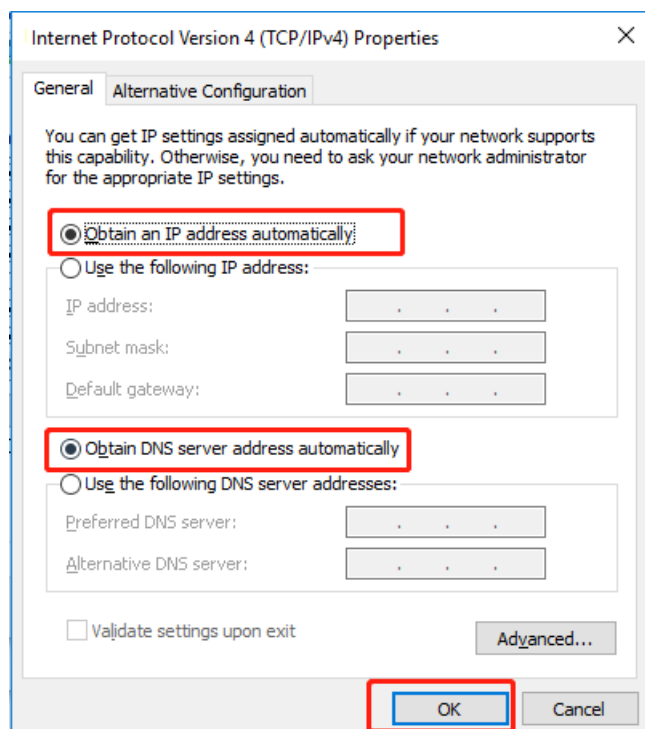 Internet Protocol Version 4 (TCP/IPv4) Properties
General
Alternative Configuration
You can get IP settings assigned automatically if your network supports
this capability. Otherwise, you need to ask your network administrator
for the appropriate IP settings.
Obtain an IP address automatically
Use the following IP address:
IP address:
Subnet mask:
Default gateway:
Obtain DNS server address automatically
Use the following DNS server addresses:
Preferred DNS server:
Alternative DNS server:
Validate settings upon exit
Advanced...
OK
Cancel